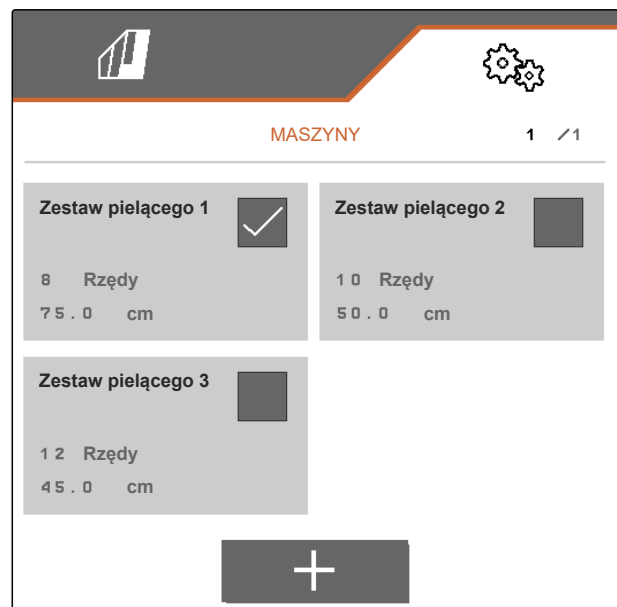 MASZYNY 1 /1
Zestaw pielącego 1
8 Rzędy
75.0 cm
Zestaw pielącego 2
10 Rzędy
50.0 cm
Zestaw pielącego 3
12 Rzędy
45.0 cm
+